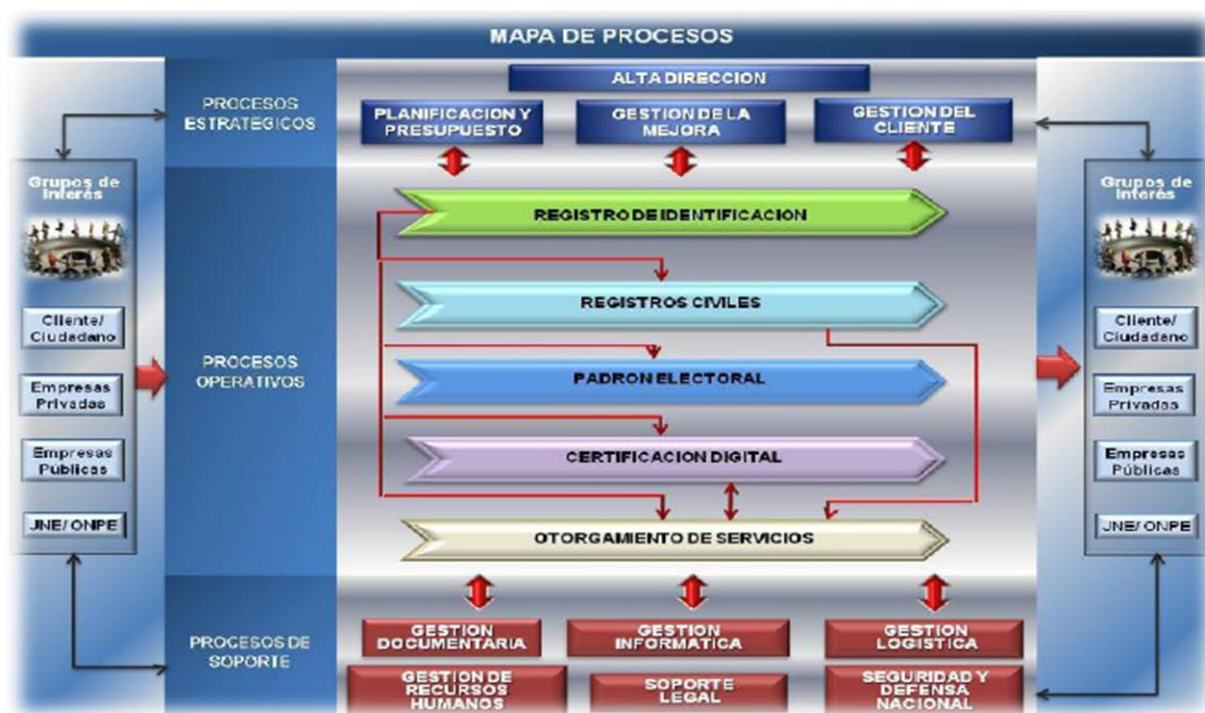 MAPA DE PROCESOS
PROCESOS
ESTRATEGICOS
ALTA DIRECCION
PLANIFICACION Y
PRESUPUESTO
GESTION DE LA
MEJORA
GESTION DEL
CLIENTE
Grupos de
Interés
Cliente/
Ciudadano
Empresas
Privadas
Empresas
Públicas
JNE/ ONPE
PROCESOS
OPERATIVOS
REGISTRO DE IDENTIFICACION
REGISTROS CIVILES
PADRON ELECTORAL
CERTIFICACION DIGITAL
OTORGAMIENTO DE SERVICIOS
Grupos de
Interés
Cliente/
Ciudadano
Empresas
Privadas
Empresas
Públicas
JNE/ ONPE
PROCESOS DE
SOPORTE
GESTION
DOCUMENTARIA
GESTION
INFORMATICA
GESTION
LOGISTICA
GESTION DE
RECURSOS
HUMANOS
SOPORTE
LEGAL
SEGURIDAD Y
DEFENSA
NACIONAL